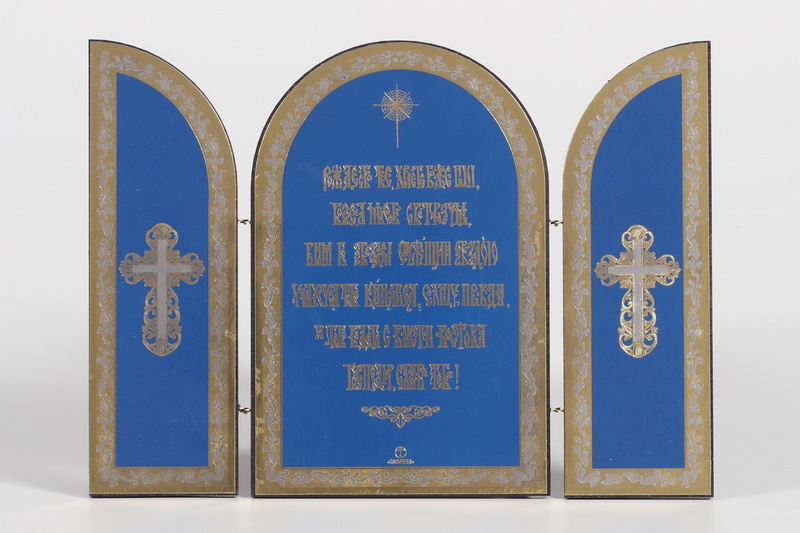 Рождество Твое, Христе Боже наш,
возсия мирови свет разума,
в нем бо звездам служащии звездою
учахуся Тебе кланятися, Солнцу правды,
и Тебе ведети с высоты Востока
Господи, слава Тебе!